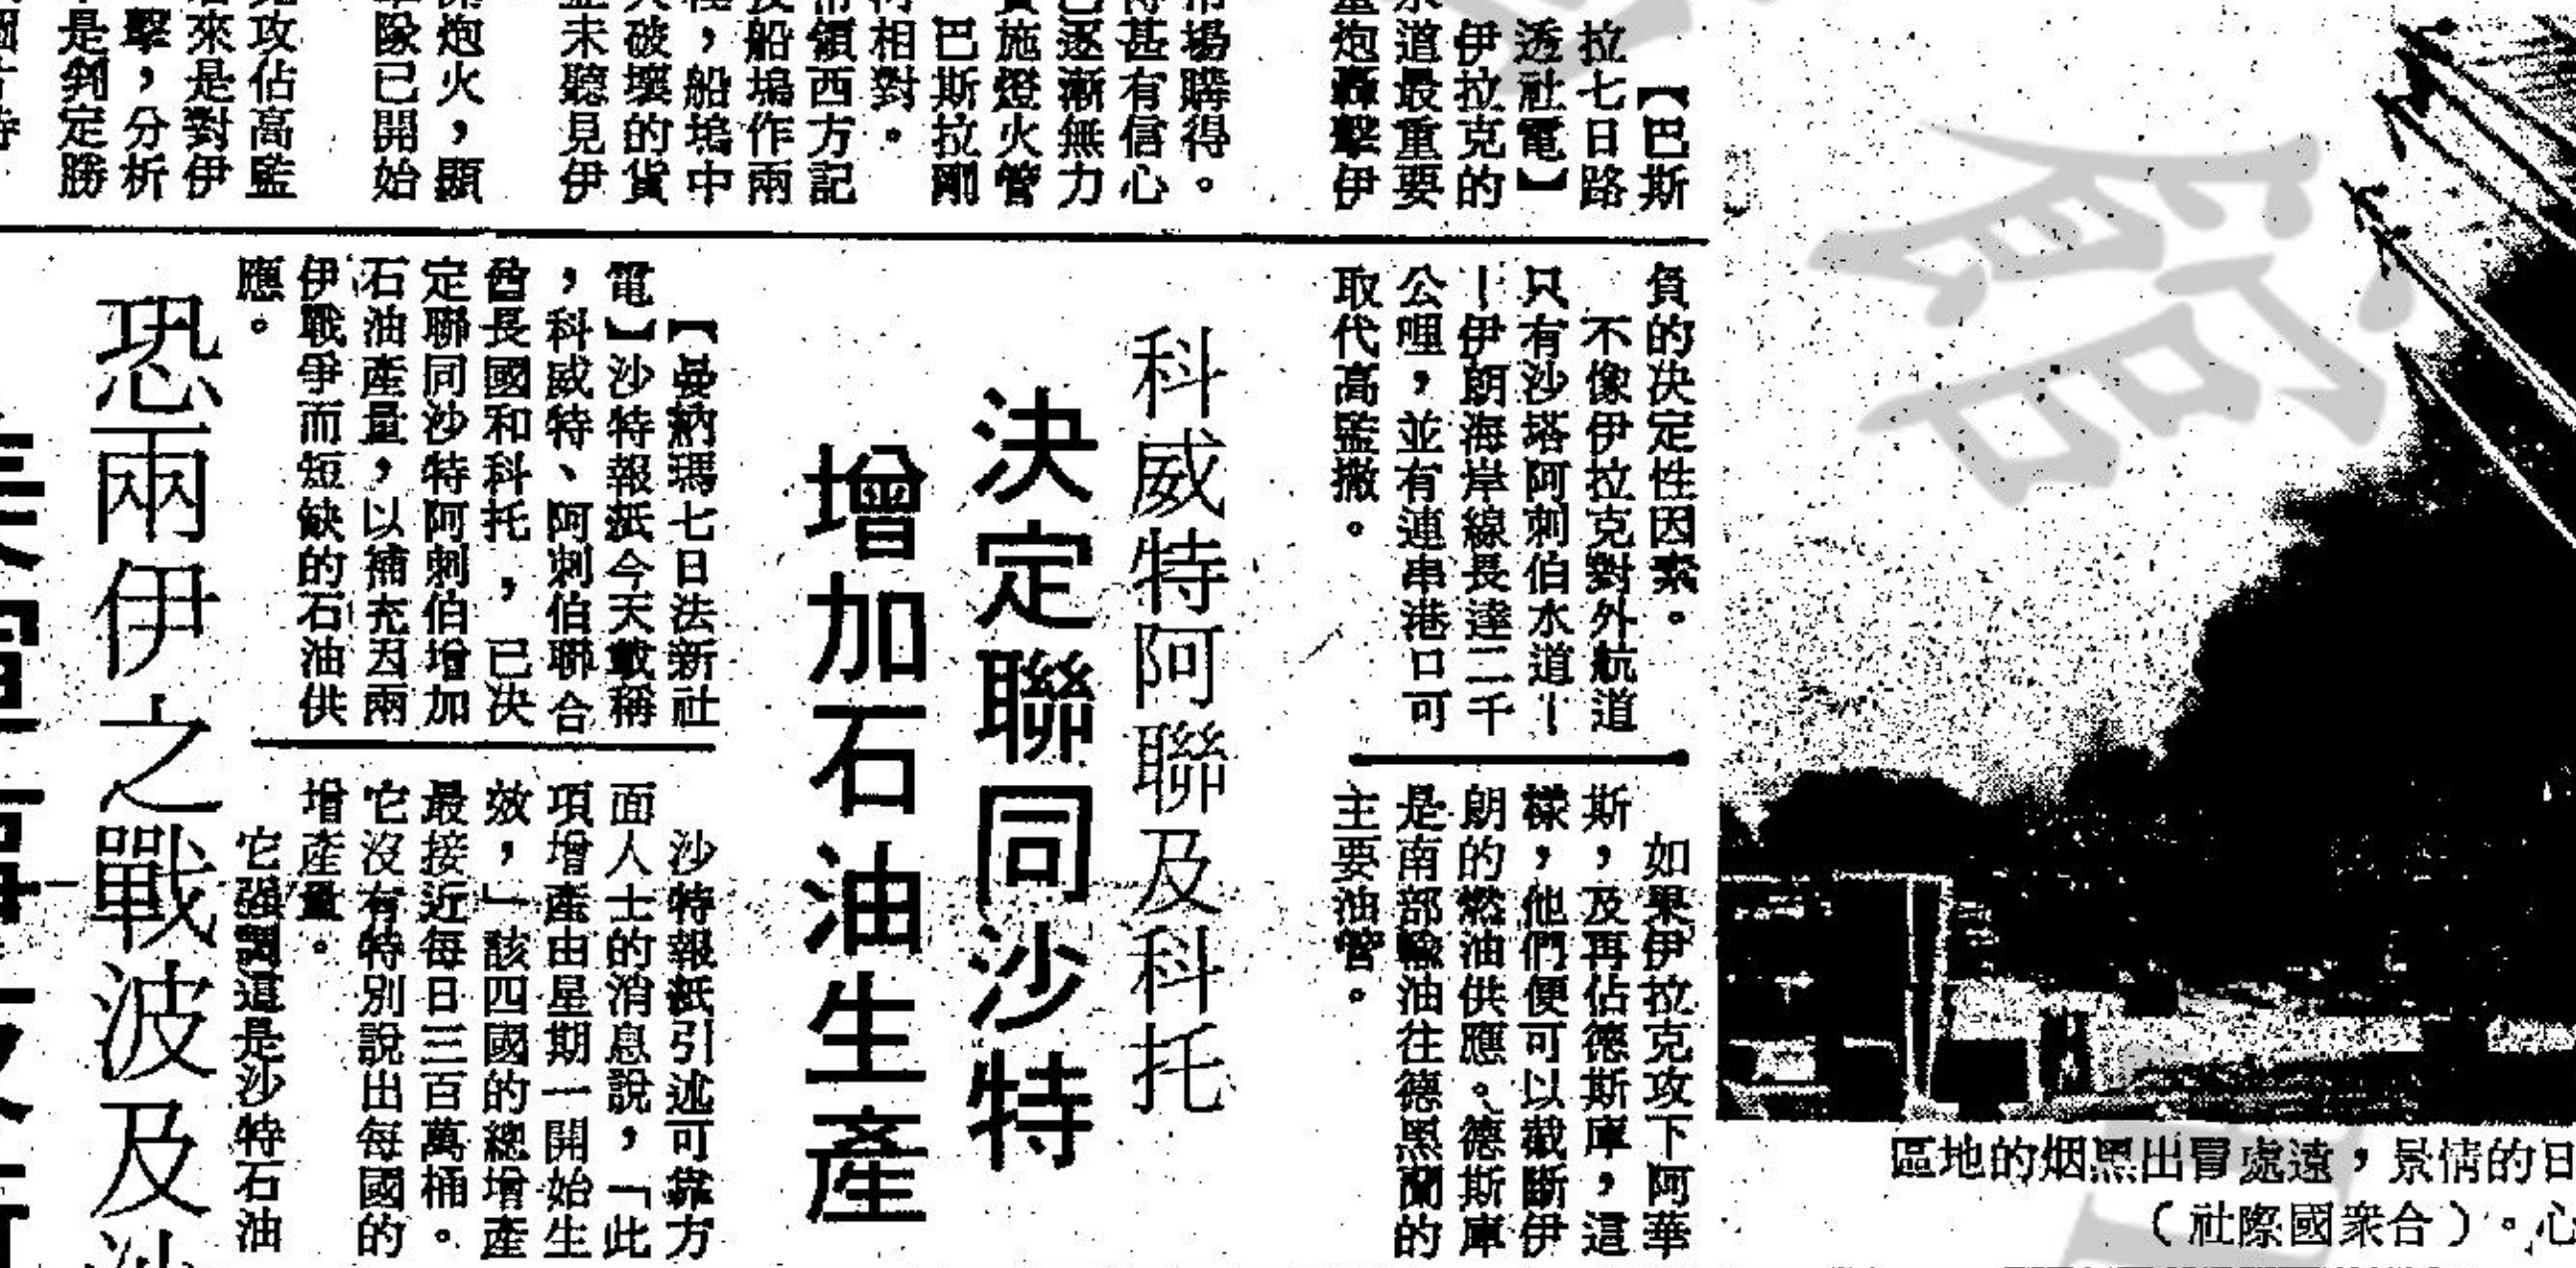 【巴斯
拉七日路
透社電】
伊拉克的
道最重要
重炮轟擊伊
市場購得。
得甚有信心
已逐漸無力
實施燈火管
巴斯拉剛
相對。
領西方記
船塢作兩
，船塢中
破壞的貨
並未聽見伊
炮火，顯
隊已開始
攻佔高監
來是對伊
擊，分析
是判定勝
負的決定性因素。
不像伊拉克對外航道
只有沙塔阿刺伯水道－
－伊朗海岸線長達二千
公哩，並有連串港口可
取代高監撒。
如果伊拉克攻下阿華
斯，及再佔德斯庫，這
樣，他們便可以截斷伊
朗的燃油供應。德斯庫
是南部輸油往德黑蘭的
主要油管。
科威特阿聯及科托
決定聯同沙特
增加石油生產
【曼納瑪七日法新社
電】沙特報紙今天載稱
，科威特、阿刺伯聯合
酋長國和科托，已決
定聯同沙特阿刺伯增加
石油產量，以補充因兩
伊戰爭而短缺的石油供
應。
沙特報紙引述可靠方
面人士的消息說，「此
項增產由星期一開始生
效，」該四國的總增產
最接近每日三百萬桶。
它沒有特別說出每國的
增產量。
它强調這是沙特石油
恐兩伊之戰波及沙
區地的烟黑出冒處遠，景情的日
（社際國衆合）。心